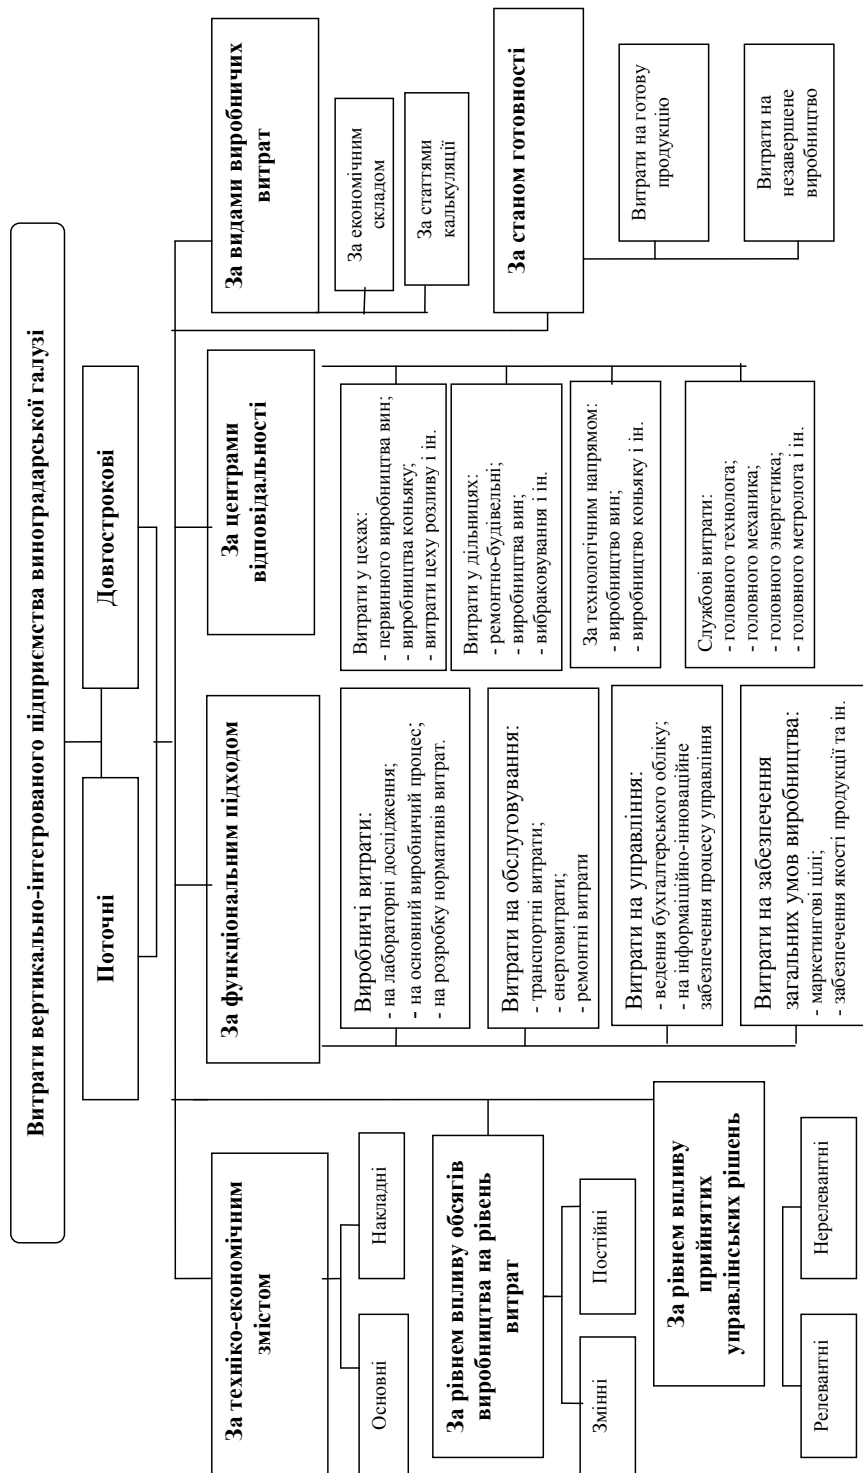 Витрати вертикально-інтегрованого підприємства виноградарської галузі
Поточні
Довгострокові
За техніко-економічним
змістом
Основні
Накладні
За рівнем впливу обсягів
виробництва на рівень
витрат
Змінні
Постійні
За рівнем впливу
прийнятих
управлінських рішень
Релевантні
Нерелевантні
За функціональним підходом
Виробничі витрати:
- на лабораторні дослідження;
- на основний виробничий процес;
- на розробку нормативів витрат.
Витрати на обслуговування:
- транспортні витрати;
- енерговитрати;
- ремонтні витрати
Витрати на управління:
- ведення бухгалтерського обліку;
- на інформаіційно-інноваційне
забезпечення процесу управління
Витрати на забезпечення
загальних умов виробництва:
- маркетингові цілі;
- забезпечення якості продукції та ін.
За центрами
відповідальності
Витрати у цехах:
- первинного виробництва вин;
- виробництва коньяку;
- витрати цеху розливу і ін.
Витрати у дільницях:
- ремонтно-будівельні;
- виробництва вин;
- вибраковування і ін.
За технологічним напрямом:
- виробництво вин;
- виробництво коньяку і ін.
Службові витрати:
- головного технолога;
- головного механика;
- головного энергетика;
- головного метролога і ін.
За видами виробничих
витрат
За економічним
складом
За статтями
калькуляції
За станом готовності
Витрати на готову
продукцію
Витрати на
незавершене
виробництво